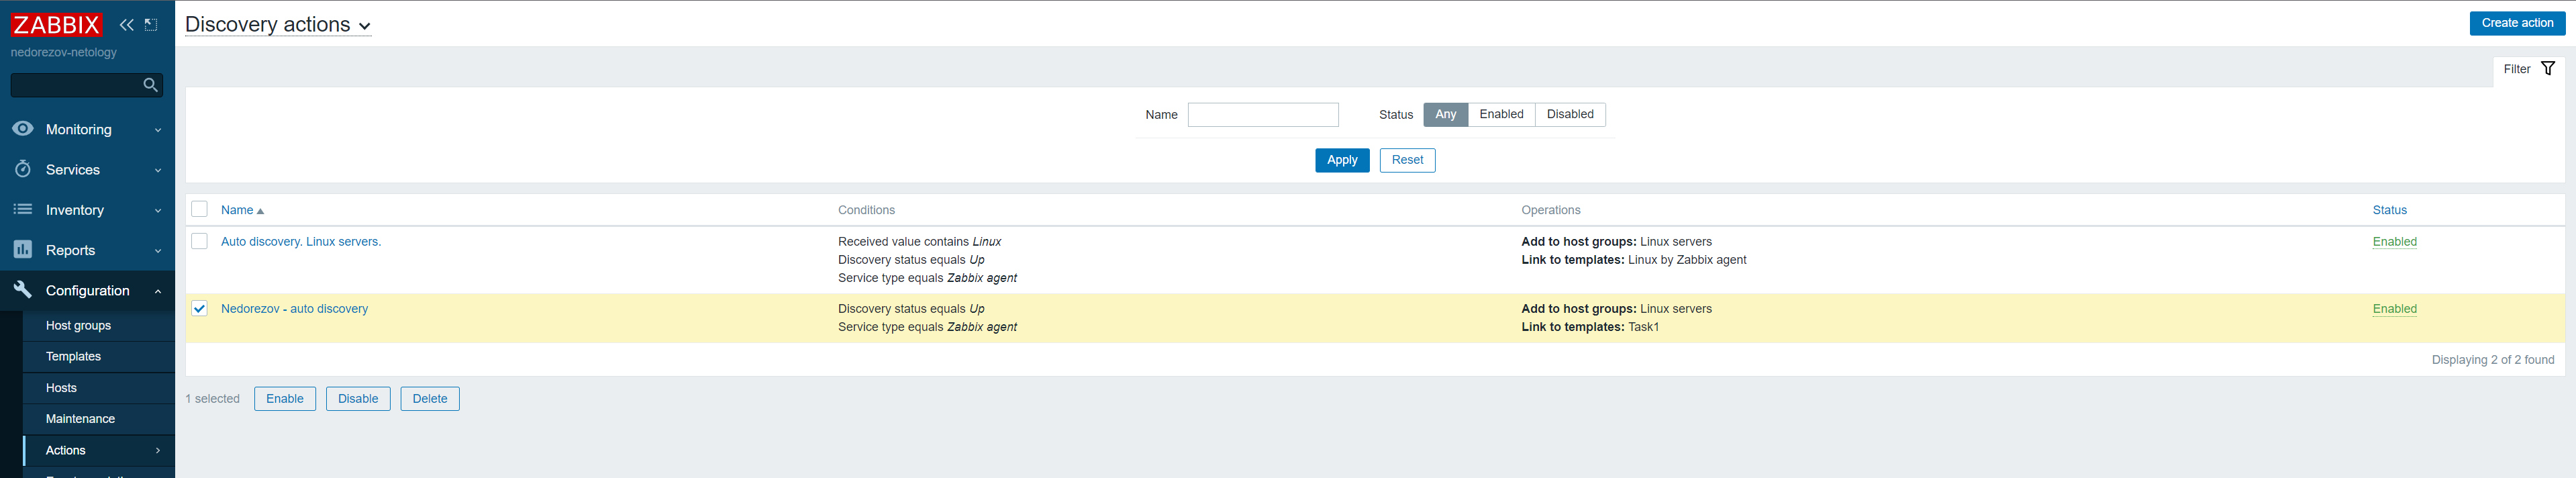 ZABBIX
nedorezov-netology
Monitoring
Services
Inventory
Reports
Configuration
Host groups
Templates
Hosts
Maintenance
Actions
Discovery actions
Create action
Filter
Name
Status Any Enabled Disabled
Apply Reset
Name Conditions Operations Status
Auto discovery. Linux servers. Received value contains Linux Add to host groups: Linux servers Enabled
Discovery status equals Up Link to templates: Linux by Zabbix agent
Service type equals Zabbix agent
Nedorezov - auto discovery Discovery status equals Up Add to host groups: Linux servers Enabled
Service type equals Zabbix agent Link to templates: Task1
Displaying 2 of 2 found
1 selected Enable Disable Delete